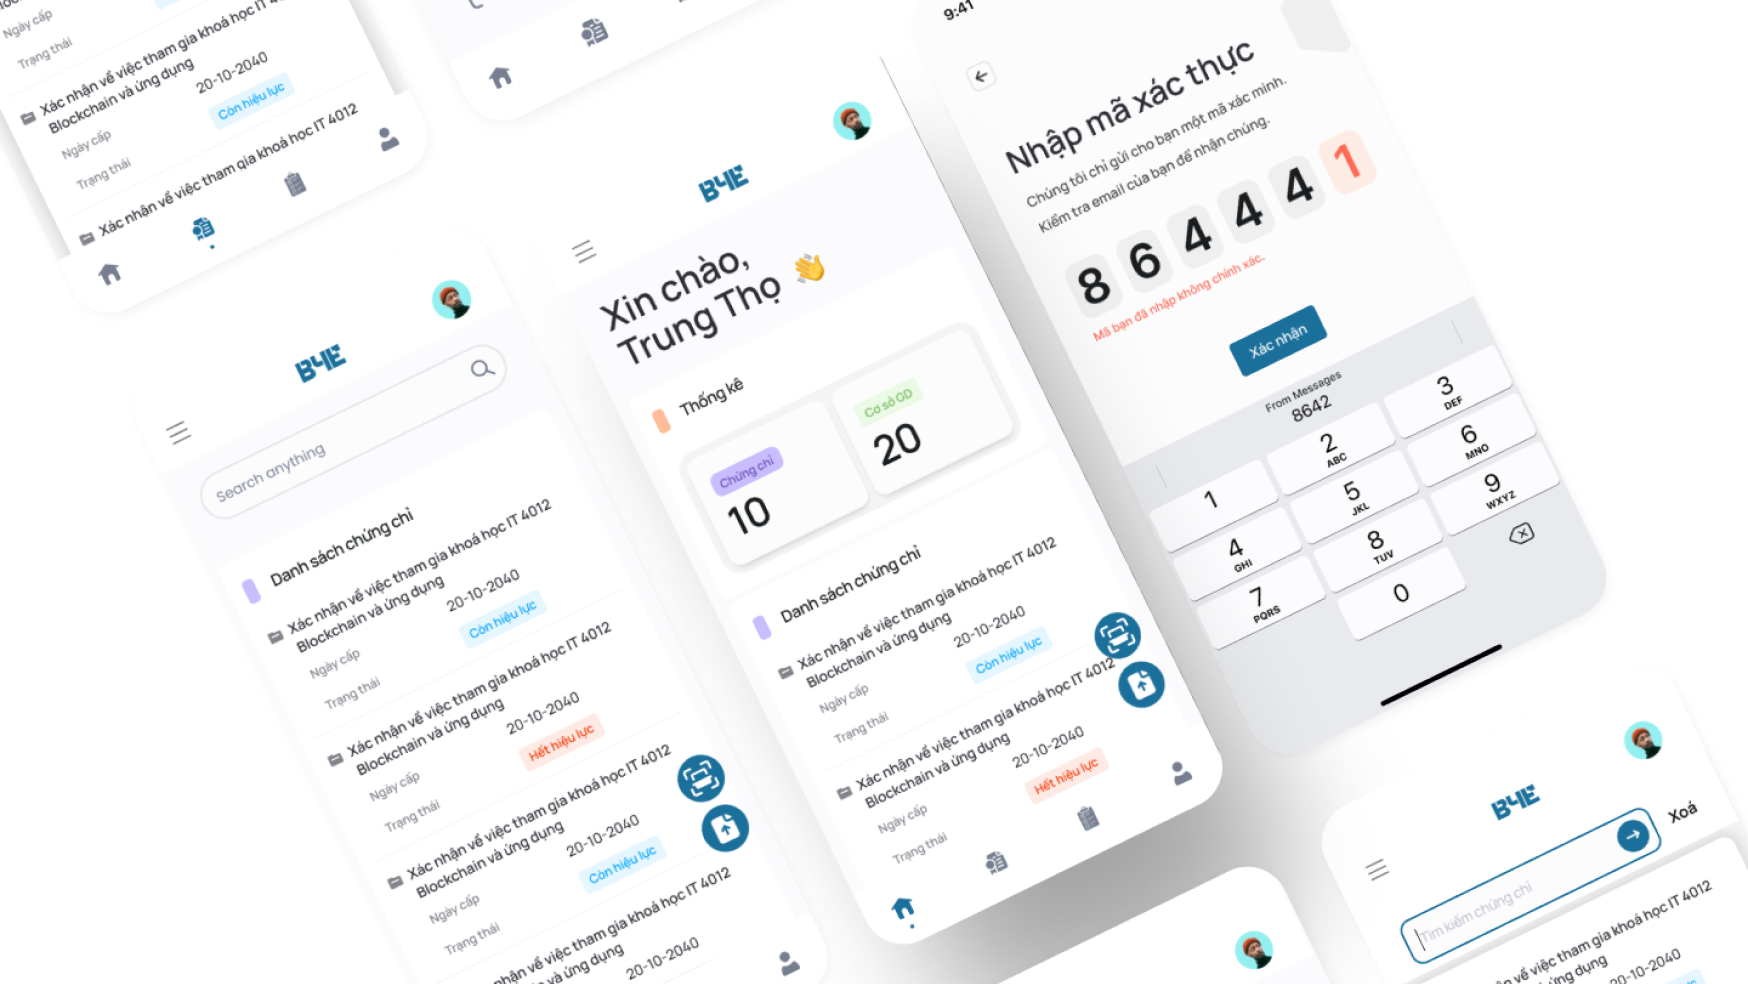 Ngày cấp
Trạng thái
Xác nhận về việc tham gia khoá học IT 4
Blockchain và ứng dụng
Ngày cấp
20-10-2040
Trạng thái
Còn hiệu lực
Xác nhận về việc tham gia khoá học IT 4012
B4E
Search anything
Danh sách chứng chỉ
Xác nhận về việc tham gia khoá học IT 4012
Blockchain và ứng dụng
Ngày cấp
20-10-2040
Trạng thái
Còn hiệu lực
Xác nhận về việc tham gia khoá học IT 4012
Blockchain và ứng dụng
Ngày cấp
20-10-2040
Trạng thái
Hết hiệu lực
Xác nhận về việc tham gia khoá học IT 4012
Blockchain và ứng dụng
Ngày cấp
20-10-2040
Trạng thái
Còn hiệu lực
nhận về việc tham gia khoá học IT 4012
và ứng dụng
20-10-2040
B4E
Xin chào,
Trung Thọ 👋
Thống kê
Chứng chỉ
10
Cơ sở GD
20
Danh sách chứng chỉ
Xác nhận về việc tham gia khoá học IT 4012
Blockchain và ứng dụng
Ngày cấp
20-10-2040
Trạng thái
Còn hiệu lực
Xác nhận về việc tham gia khoá học IT 4012
Blockchain và ứng dụng
Ngày cấp
20-10-2040
Trạng thái
Hết hiệu lực
9:41
Nhập mã xác thực
Chúng tôi chỉ gửi cho bạn một mã xác minh.
Kiểm tra email của bạn để nhận chúng.
8 6 4 4 4 1
Mã bạn đã nhập không chính xác.
Xác nhận
From Messages
8642
1
2 ABC
3 DEF
4 GHI
5 JKL
6 MNO
7 PQRS
8 TUV
9 WXYZ
0
B4E
Tìm kiếm chứng chỉ
Xoá
việc tham gia khoá học IT 4012
ứng dụng
20-10-2040